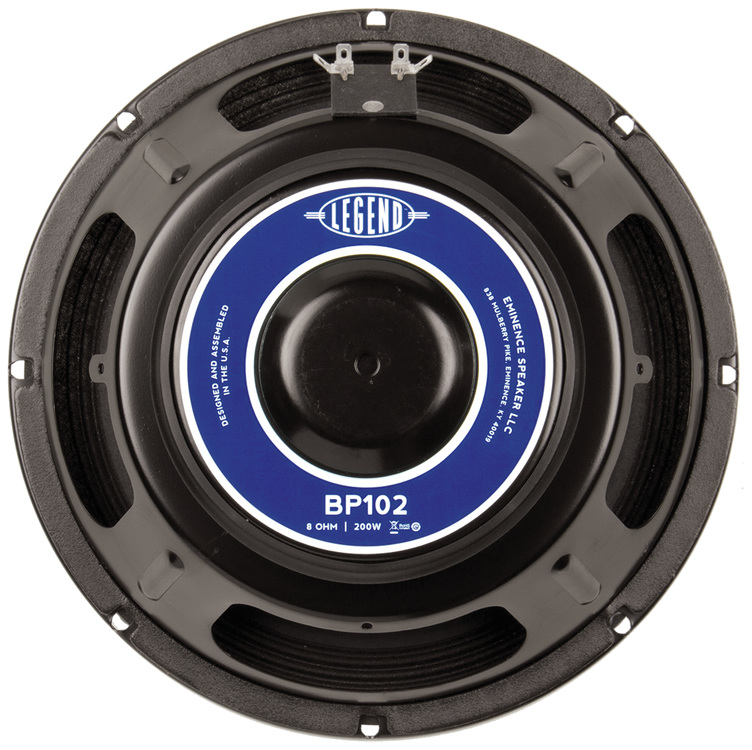 LEGEND
DESIGNED AND ASSEMBLED
IN THE U.S.A.
EMINENCE SPEAKER LLC
838 MULBERRY PIKE, EMINENCE, KY 40019
BP102
8 OHM | 200W